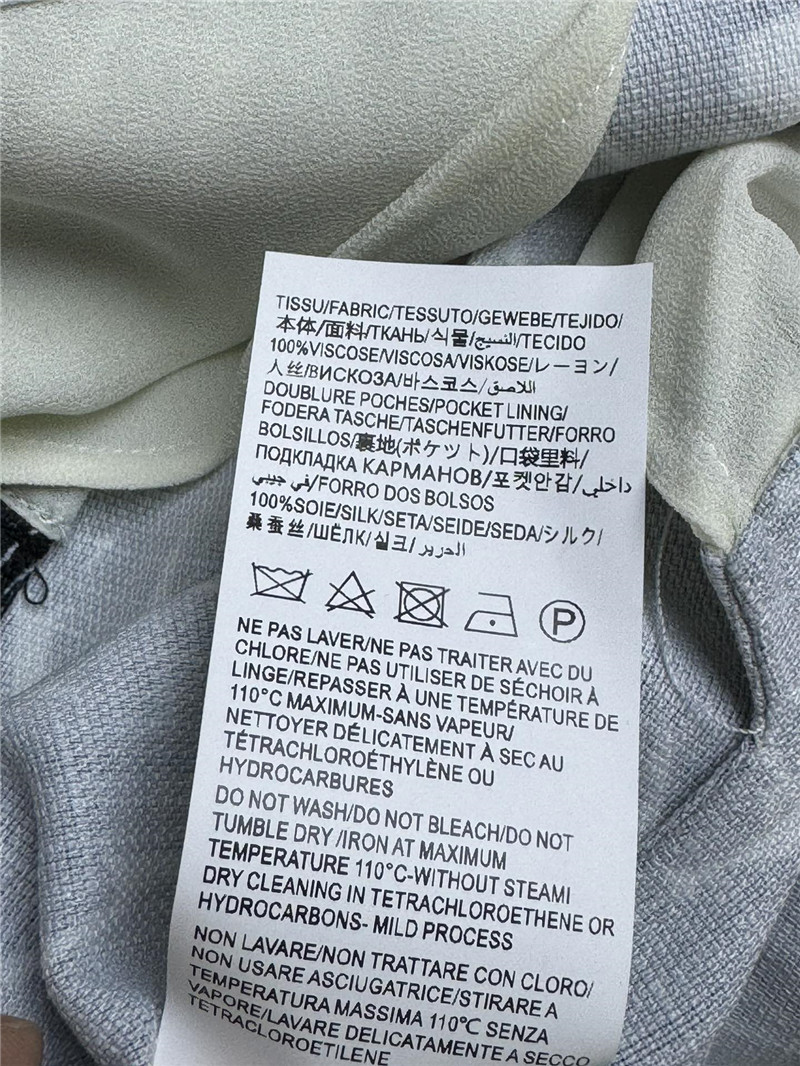 TISSU/FABRIC/TESSUTO/GEWEBE/TEJIDO/
本体/面料/ТКАНЬ/식물/النسيج/TECIDO
100%VISCOSE/VISCOSA/VISKOSE/レーヨン/
人丝/ВИСКОЗА/바스코스/اللاصق
DOUBLURE POCHES/POCKET LINING/
FODERA TASCHE/TASCHENFUTTER/FORRO
BOLSILLOS/裏地(ポケット)/口袋里料/
ПОДКЛАДКА КАРМАНОВ/포켓안감/داخلي
في جيبي/FORRO DOS BOLSOS
100%SOIE/SILK/SETA/SEIDE/SEDA/シルク/
桑蚕丝/ШЁЛК/실크/الحرير
P
NE PAS LAVER/NE PAS TRAITER AVEC DU
CHLORE/NE PAS UTILISER DE SÉCHOIR À
LINGE/REPASSER À UNE TEMPÉRATURE DE
110°C MAXIMUM-SANS VAPEUR/
NETTOYER DÉLICATEMENT À SEC AU
TÉTRACHLOROÉTHYLÈNE OU
HYDROCARBURES
DO NOT WASH/DO NOT BLEACH/DO NOT
TUMBLE DRY /IRON AT MAXIMUM
TEMPERATURE 110°C-WITHOUT STEAMI
DRY CLEANING IN TETRACHLOROETHENE OR
HYDROCARBONS- MILD PROCESS
NON LAVARE/NON TRATTARE CON CLORO/
NON USARE ASCIUGATRICE/STIRARE A
TEMPERATURA MASSIMA 110℃ SENZA
VAPORE/LAVARE DELICATAMENTE A SECCO
TETRACLOROETILENE